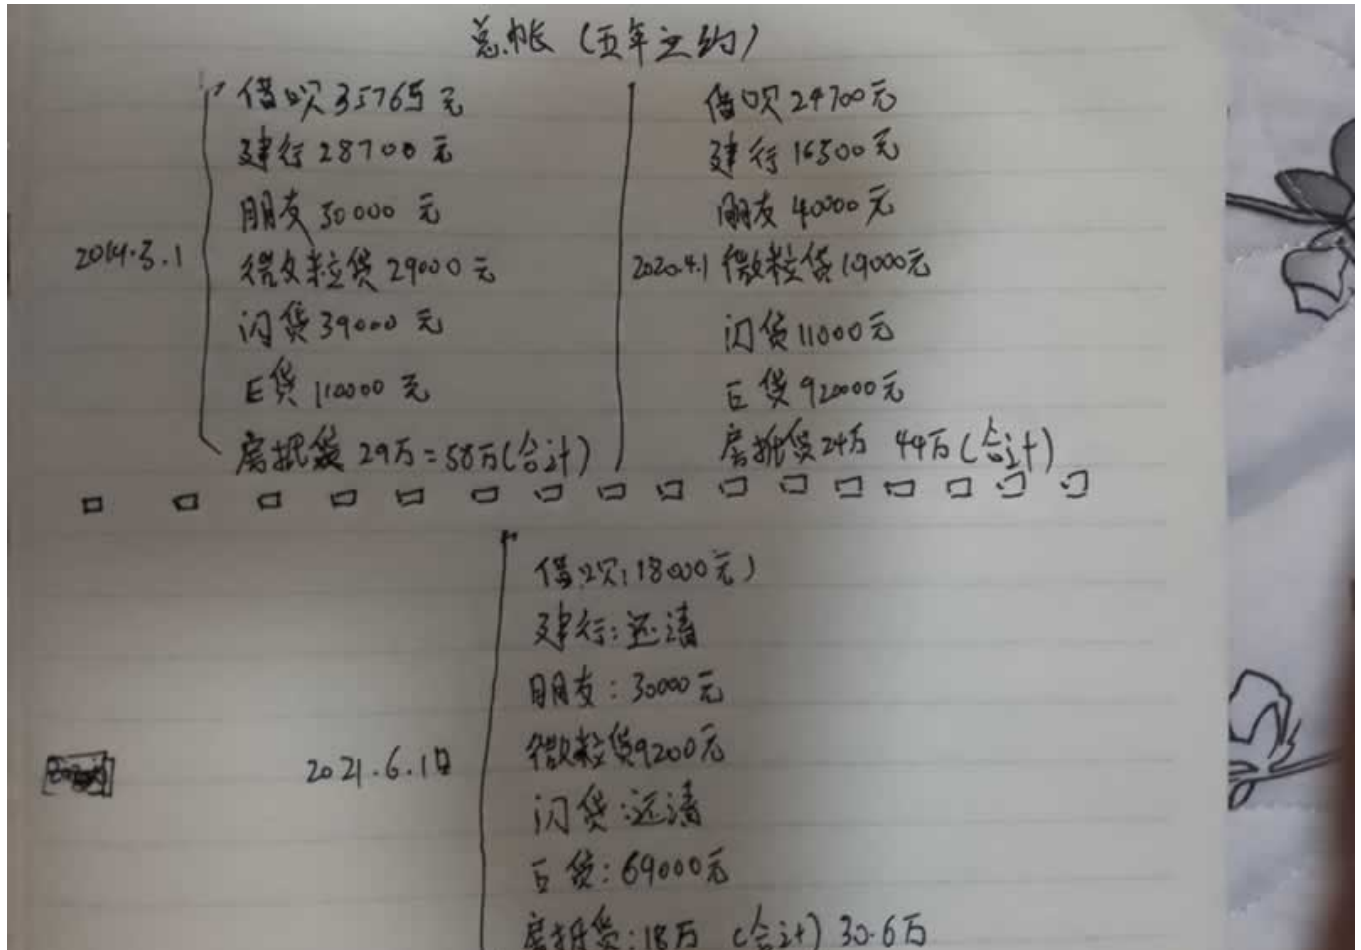 总帐（五年之约）
借呗35765元
建行28700元
朋友50000元
微粒贷29000元
2019.3.1
闪贷39000元
E贷110000元
房抵贷29万=58万(合计)
借呗24700元
建行16500元
朋友40000元
2020.4.1 微粒贷19000元
闪贷11000元
E贷920000元
房抵贷24万 44万(合计)
借呗:18000元)
建行:还清
朋友:30000元
2021.6.1日
微粒贷9200元
闪贷:还清
E贷:69000元
房抵贷:18万 (合计) 30.6万